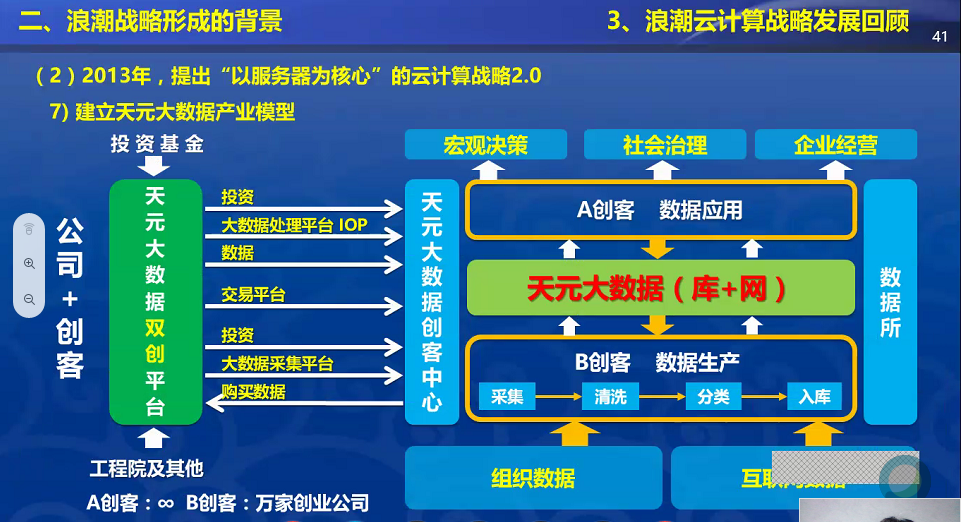 二、浪潮战略形成的背景
3、浪潮云计算战略发展回顾
41
（2）2013年，提出“以服务器为核心”的云计算战略2.0
7) 建立天元大数据产业模型
投资基金
宏观决策
社会治理
企业经营
公司+创客
天元大数据双创平台
投资
大数据处理平台 IOP
数据
交易平台
投资
大数据采集平台
购买数据
天元大数据创客中心
A创客 数据应用
天元大数据（库+网）
B创客 数据生产
采集
清洗
分类
入库
数据所
工程院及其他
组织数据
互联网数据
A创客：∞ B创客：万家创业公司